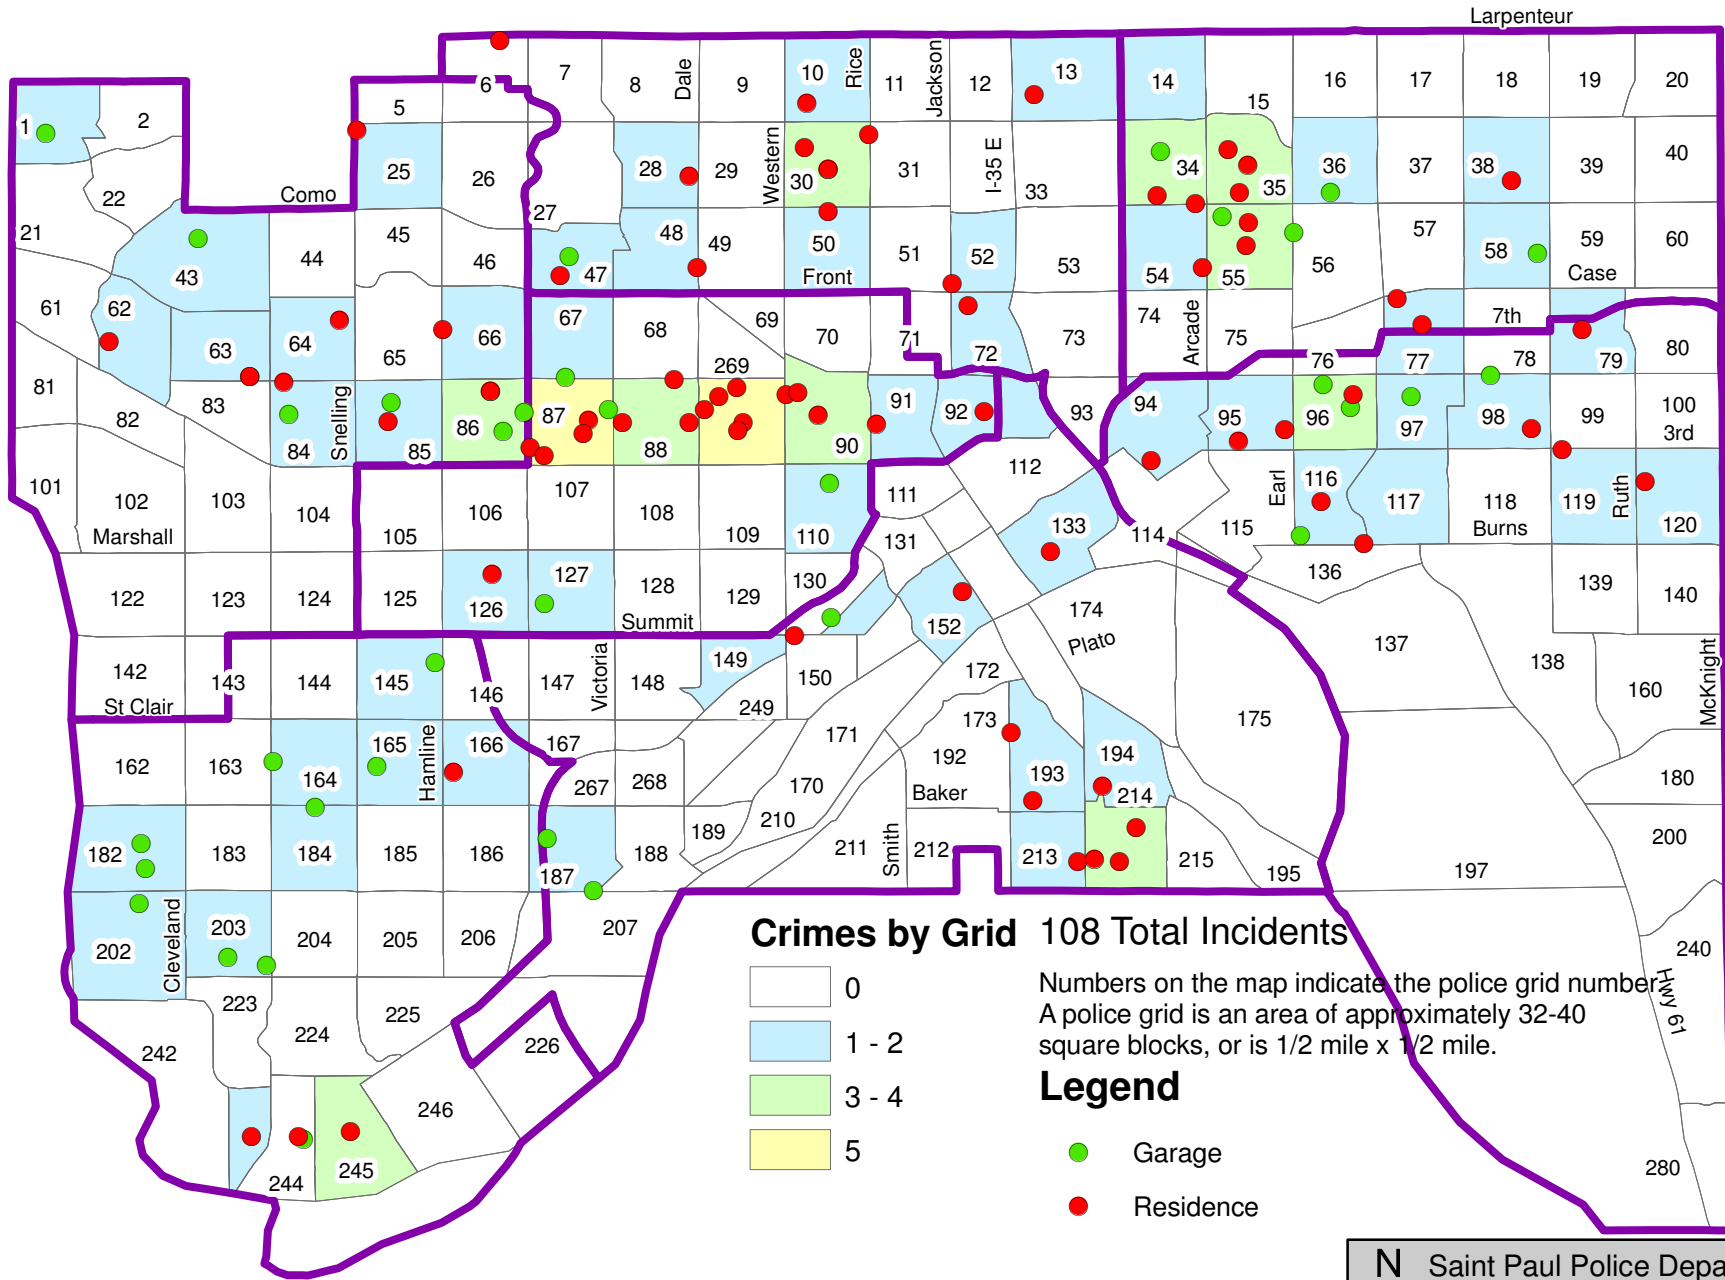 Larpenteur
1 2 5 6 7 8 Dale 9 10 Rice 11 Jackson 12 13 14 15 16 17 18 19 20
22 25 26 27 28 29 Western 30 31 I-35 E 33 34 35 36 37 38 39 40
Como
21 43 44 45 46 47 48 49 50 51 52 53 54 55 56 57 58 59 60
Front
Case
61 62 63 64 65 66 67 68 69 70 71 72 73 74 Arcade 75 76 77 78 79 80
7th
269
81 82 83 84 Snelling 85 86 87 88 90 91 92 93 94 95 96 97 98 99 100
3rd
101 102 103 104 105 106 107 108 109 110 111 112 133 114 115 Earl 116 117 118 119 Ruth 120
Marshall
Burns
122 123 124 125 126 127 128 129 130 131 152 174 136 137 138 139 140
Summit
Plato
142 143 144 145 146 147 Victoria 148 149 150 249 172 173 175 160 McKnight
St Clair
162 163 164 165 Hamline 166 167 267 268 170 171 192 193 194 180
Baker
182 183 184 185 186 187 188 189 210 211 Smith 212 213 214 215 195 197 200
202 Cleveland 203 204 205 206 207 240
223 224 225 226 Hwy 61
242 244 245 246 280
Crimes by Grid
0
1 - 2
3 - 4
5
108 Total Incidents
Numbers on the map indicate the police grid number.
A police grid is an area of approximately 32-40
square blocks, or is 1/2 mile x 1/2 mile.
Legend
Garage
Residence
N Saint Paul Police Depa